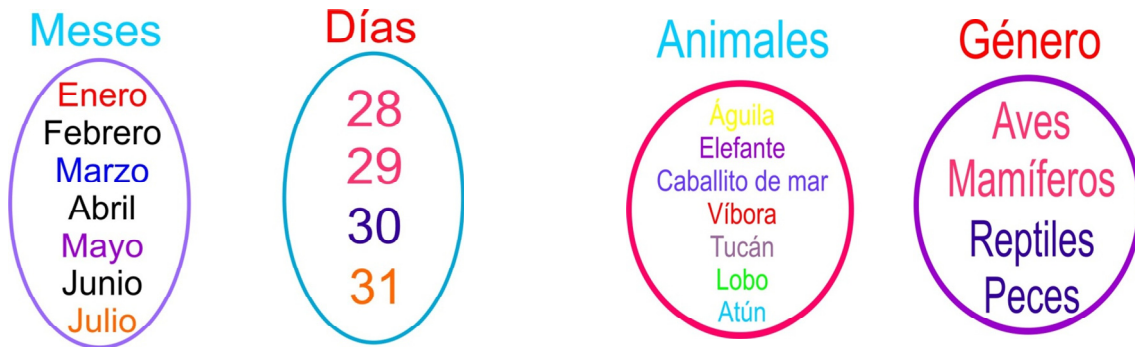 Meses
Enero
Febrero
Marzo
Abril
Mayo
Junio
Julio
Días
28
29
30
31
Animales
Águila
Elefante
Caballito de mar
Víbora
Tucán
Lobo
Atún
Género
Aves
Mamíferos
Reptiles
Peces